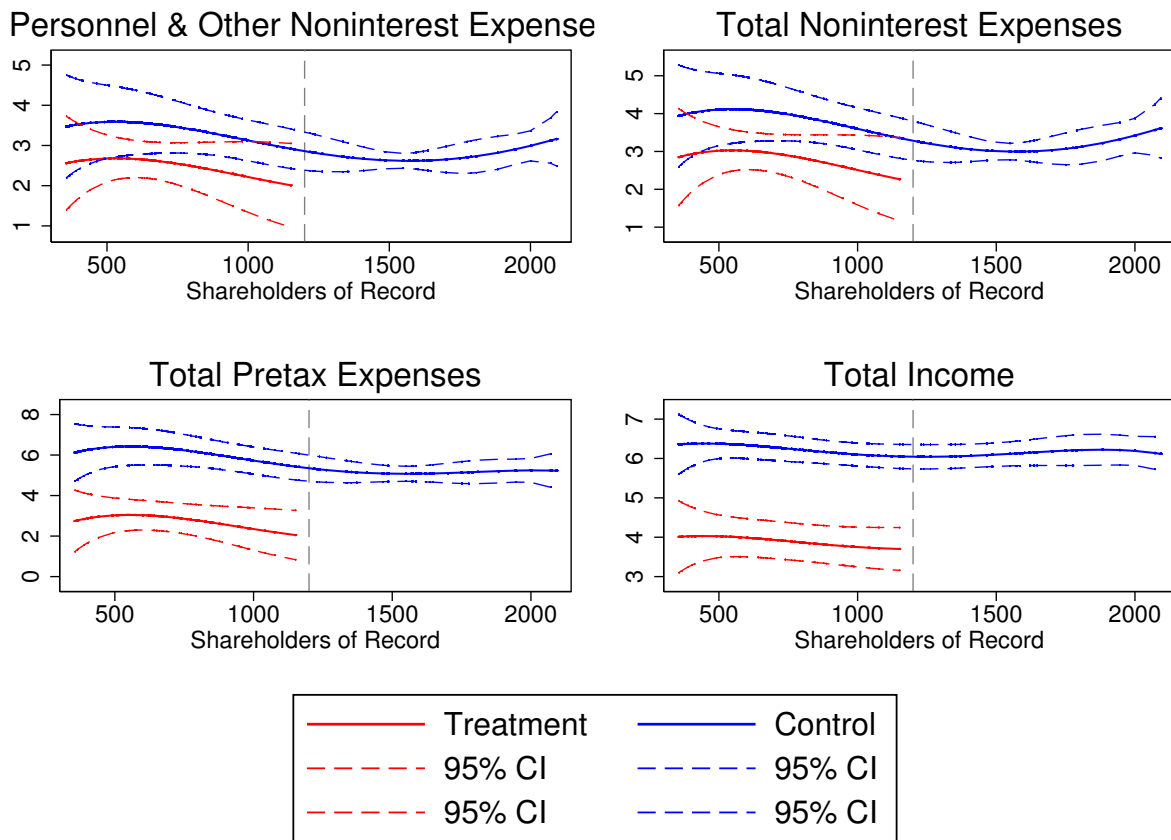 Personnel & Other Noninterest Expense
5
4
3
2
1
500 1000 1500 2000
Shareholders of Record
Total Noninterest Expenses
5
4
3
2
1
500 1000 1500 2000
Shareholders of Record
Total Pretax Expenses
8
6
4
2
0
500 1000 1500 2000
Shareholders of Record
Total Income
7
6
5
4
3
500 1000 1500 2000
Shareholders of Record
Treatment Control
95% CI 95% CI
95% CI 95% CI